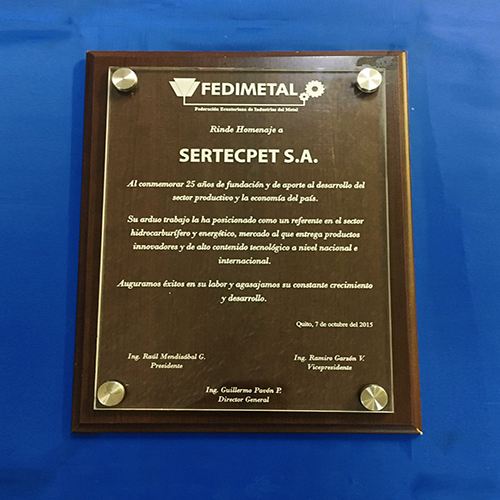 FEDIMETAL
Federación Ecuatoriana de Industrias del Metal
Rinde Homenaje a
SERTECPET S.A.
Al conmemorar 25 años de fundación y de aporte al desarrollo del
sector productivo y la economía del país.
Su arduo trabajo la ha posicionado como un referente en el sector
hidrocarburífero y energético, mercado al que entrega productos
innovadores y de alto contenido tecnológico a nivel nacional e
internacional.
Auguramos éxitos en su labor y agasajamos su constante crecimiento
y desarrollo.
Quito, 7 de octubre del 2015
Ing. Raúl Mendizábal G.
Presidente
Ing. Ramiro Garzón V.
Vicepresidente
Ing. Guillermo Pavón P.
Director General